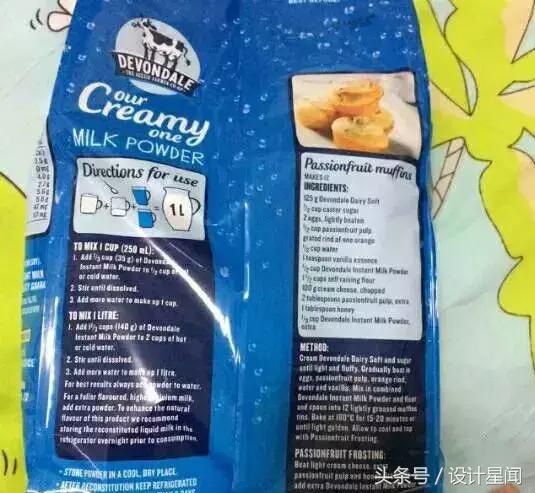 DEVONDALE
THE AUSSIE FARMER CO-OP
our
Creamy
one
MILK POWDER
Directions for use
1L
TO MIX 1 CUP (250 mL):
1. Add 1/3 cup (35 g) of Devondale
Instant Milk Powder to 1/2 cup of hot
or cold water.
2. Stir until dissolved.
3. Add more water to make up 1 cup.
TO MIX 1 LITRE:
1. Add 1 1/3 cups (140 g) of Devondale
Instant Milk Powder to 2 cups of hot
or cold water.
2. Stir until dissolved.
3. Add more water to make up 1 litre.
For best results always add powder to water.
For a fuller flavoured, higher calcium milk,
add extra powder. To enhance the natural
flavour of this product we recommend
storing the reconstituted liquid milk in the
refrigerator overnight prior to consumption.
• STORE POWDER IN A COOL, DRY PLACE.
• AFTER RECONSTITUTION KEEP REFRIGERATED
Passionfruit muffins
MAKES 12
INGREDIENTS:
125 g Devondale Dairy Soft
1/2 cup caster sugar
2 eggs, lightly beaten
1/2 cup passionfruit pulp
grated rind of one orange
1/2 cup water
1 teaspoon vanilla essence
1/2 cup Devondale Instant Milk Powder
1 1/2 cups self raising flour
100 g cream cheese, chopped
2 tablespoons passionfruit pulp, extra
1 tablespoon honey
1/3 cup Devondale Instant Milk Powder,
extra
METHOD:
Cream Devondale Dairy Soft and sugar
until light and fluffy. Gradually beat in
eggs, passionfruit pulp, orange rind,
water and vanilla. Mix in combined
Devondale Instant Milk Powder and flour
and spoon into 12 lightly greased muffin
tins. Bake at 180°C for 15-20 minutes or
until light golden. Allow to cool and top
with Passionfruit Frosting.
PASSIONFRUIT FROSTING:
Beat light cream cheese,
add extra Devondale Instant Milk
头条号 / 设计星闻